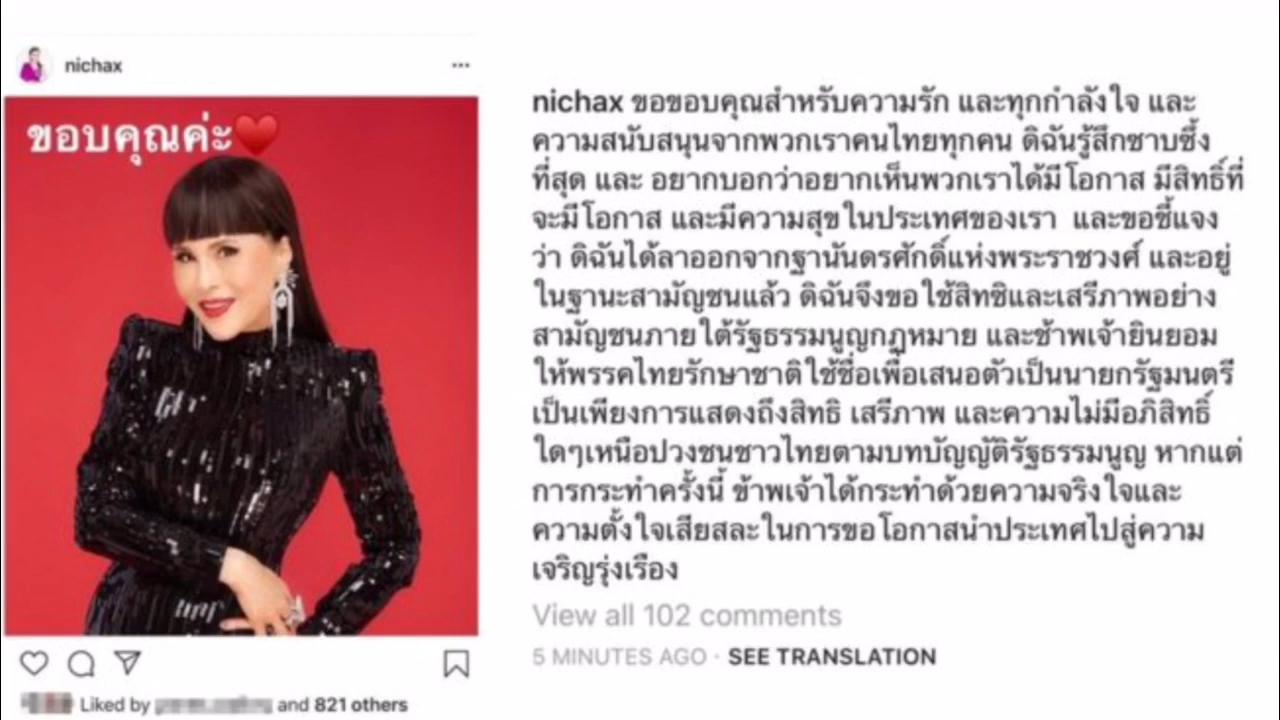 nichax
ขอบคุณค่ะ❤️
Liked by
and 821 others
nichax ขอขอบคุณสำหรับความรัก และทุกกำลังใจ และ
ความสนับสนุนจากพวกเราคนไทยทุกคน ดิฉันรู้สึกซาบซึ้ง
ที่สุด และ อยากบอกว่าอยากเห็นพวกเราได้มีโอกาส มีสิทธิ์ที่
จะมีโอกาส และมีความสุขในประเทศของเรา และขอชี้แจง
ว่า ดิฉันได้ลาออกจากฐานันดรศักดิ์แห่งพระราชวงศ์ และอยู่
ในฐานะสามัญชนแล้ว ดิฉันจึงขอใช้สิทซิและเสรีภาพอย่าง
สามัญชนภายใต้รัฐธรรมนูญกฎหมาย และข้าพเจ้ายินยอม
ให้พรรคไทยรักษาชาติใช้ชื่อเพื่อเสนอตัวเป็นนายกรัฐมนตรี
เป็นเพียงการแสดงถึงสิทธิ เสรีภาพ และความไม่มีอภิสิทธิ์
ใดๆเหนือปวงชนชาวไทยตามบทบัญญัติรัฐธรรมนูญ หากแต่
การกระทำครั้งนี้ ข้าพเจ้าได้กระทำด้วยความจริงใจและ
ความตั้งใจเสียสละในการขอโอกาสนำประเทศไปสู่ความ
เจริญรุ่งเรือง
View all 102 comments
5 MINUTES AGO · SEE TRANSLATION